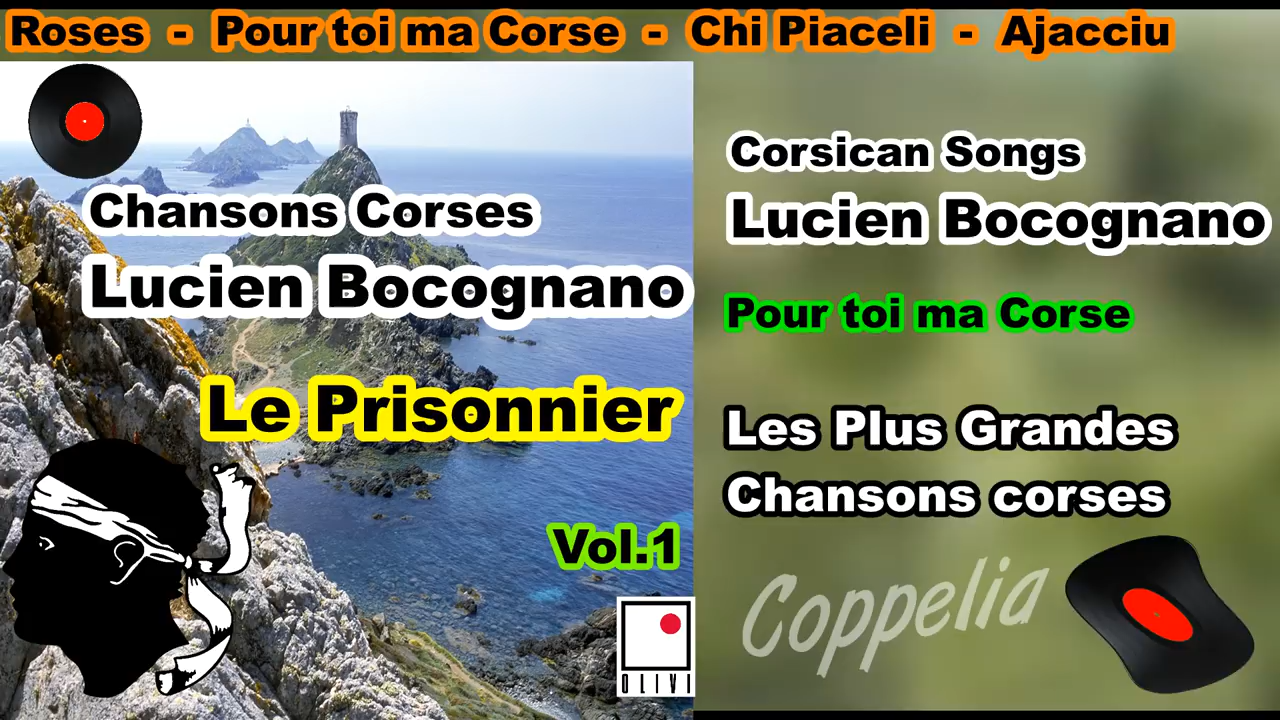 Roses - Pour toi ma Corse - Chi Piaceli - Ajacciu
Chansons Corses
Lucien Bocognano
Le Prisonnier
Vol.1
OLIVI
Corsican Songs
Lucien Bocognano
Pour toi ma Corse
Les Plus Grandes
Chansons corses
Coppelia